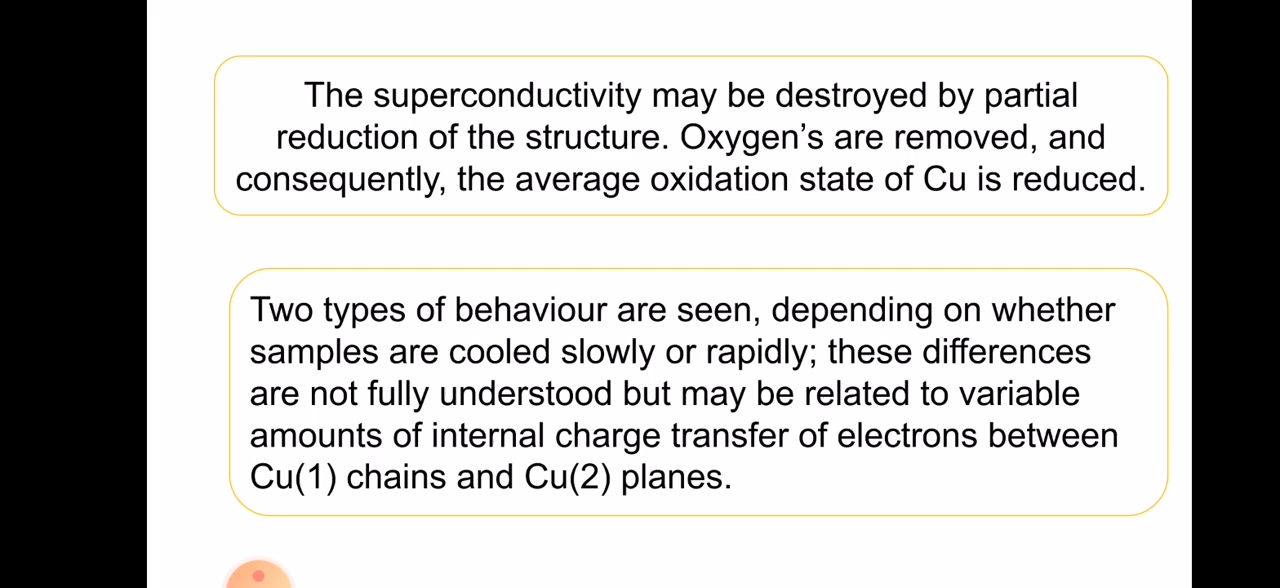 The superconductivity may be destroyed by partial
reduction of the structure. Oxygen’s are removed, and
consequently, the average oxidation state of Cu is reduced.
Two types of behaviour are seen, depending on whether
samples are cooled slowly or rapidly; these differences
are not fully understood but may be related to variable
amounts of internal charge transfer of electrons between
Cu(1) chains and Cu(2) planes.